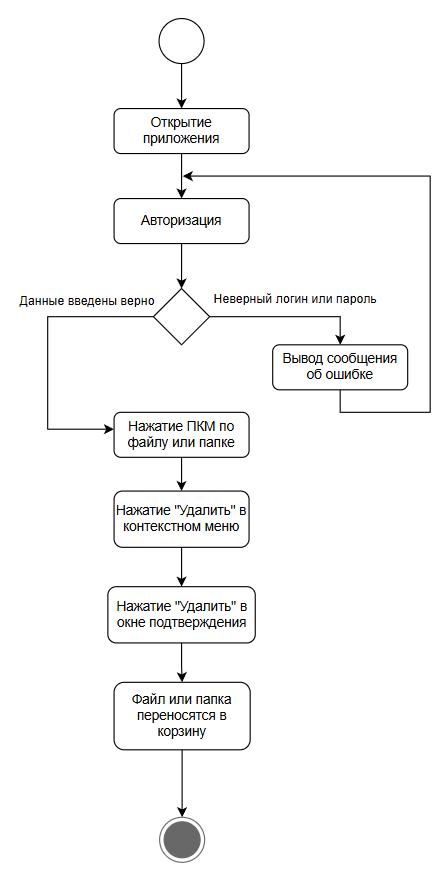 Открытие
приложения
Авторизация
Данные введены верно
Неверный логин или пароль
Вывод сообщения
об ошибке
Нажатие ПКМ по
файлу или папке
Нажатие "Удалить" в
контекстном меню
Нажатие "Удалить" в
окне подтверждения
Файл или папка
переносятся в
корзину